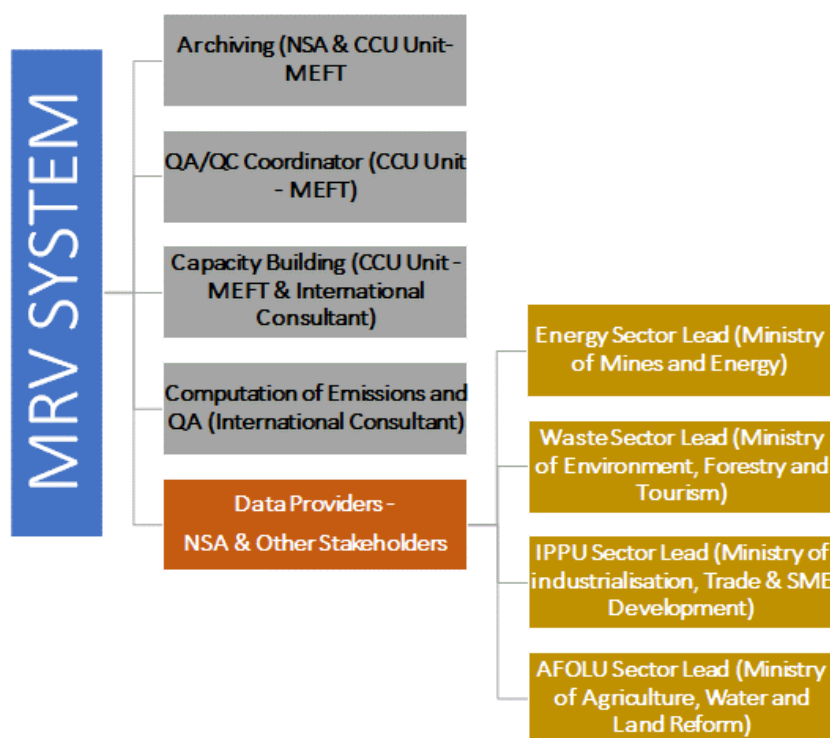 MRV SYSTEM
Archiving (NSA & CCU Unit-
MEFT
QA/QC Coordinator (CCU Unit
- MEFT)
Capacity Building (CCU Unit -
MEFT & International
Consultant)
Computation of Emissions and
QA (International Consultant)
Data Providers -
NSA & Other Stakeholders
Energy Sector Lead (Ministry
of Mines and Energy)
Waste Sector Lead (Ministry
of Environment, Forestry and
Tourism)
IPPU Sector Lead (Ministry of
industrialisation, Trade & SME
Development)
AFOLU Sector Lead (Ministry
of Agriculture, Water and
Land Reform)